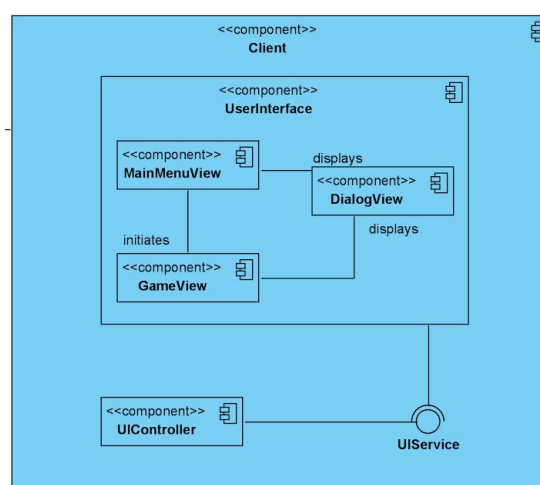 <<component>>
Client
<<component>>
UserInterface
<<component>>
MainMenuView
displays
<<component>>
DialogView
displays
initiates
<<component>>
GameView
<<component>>
UIController
UIService